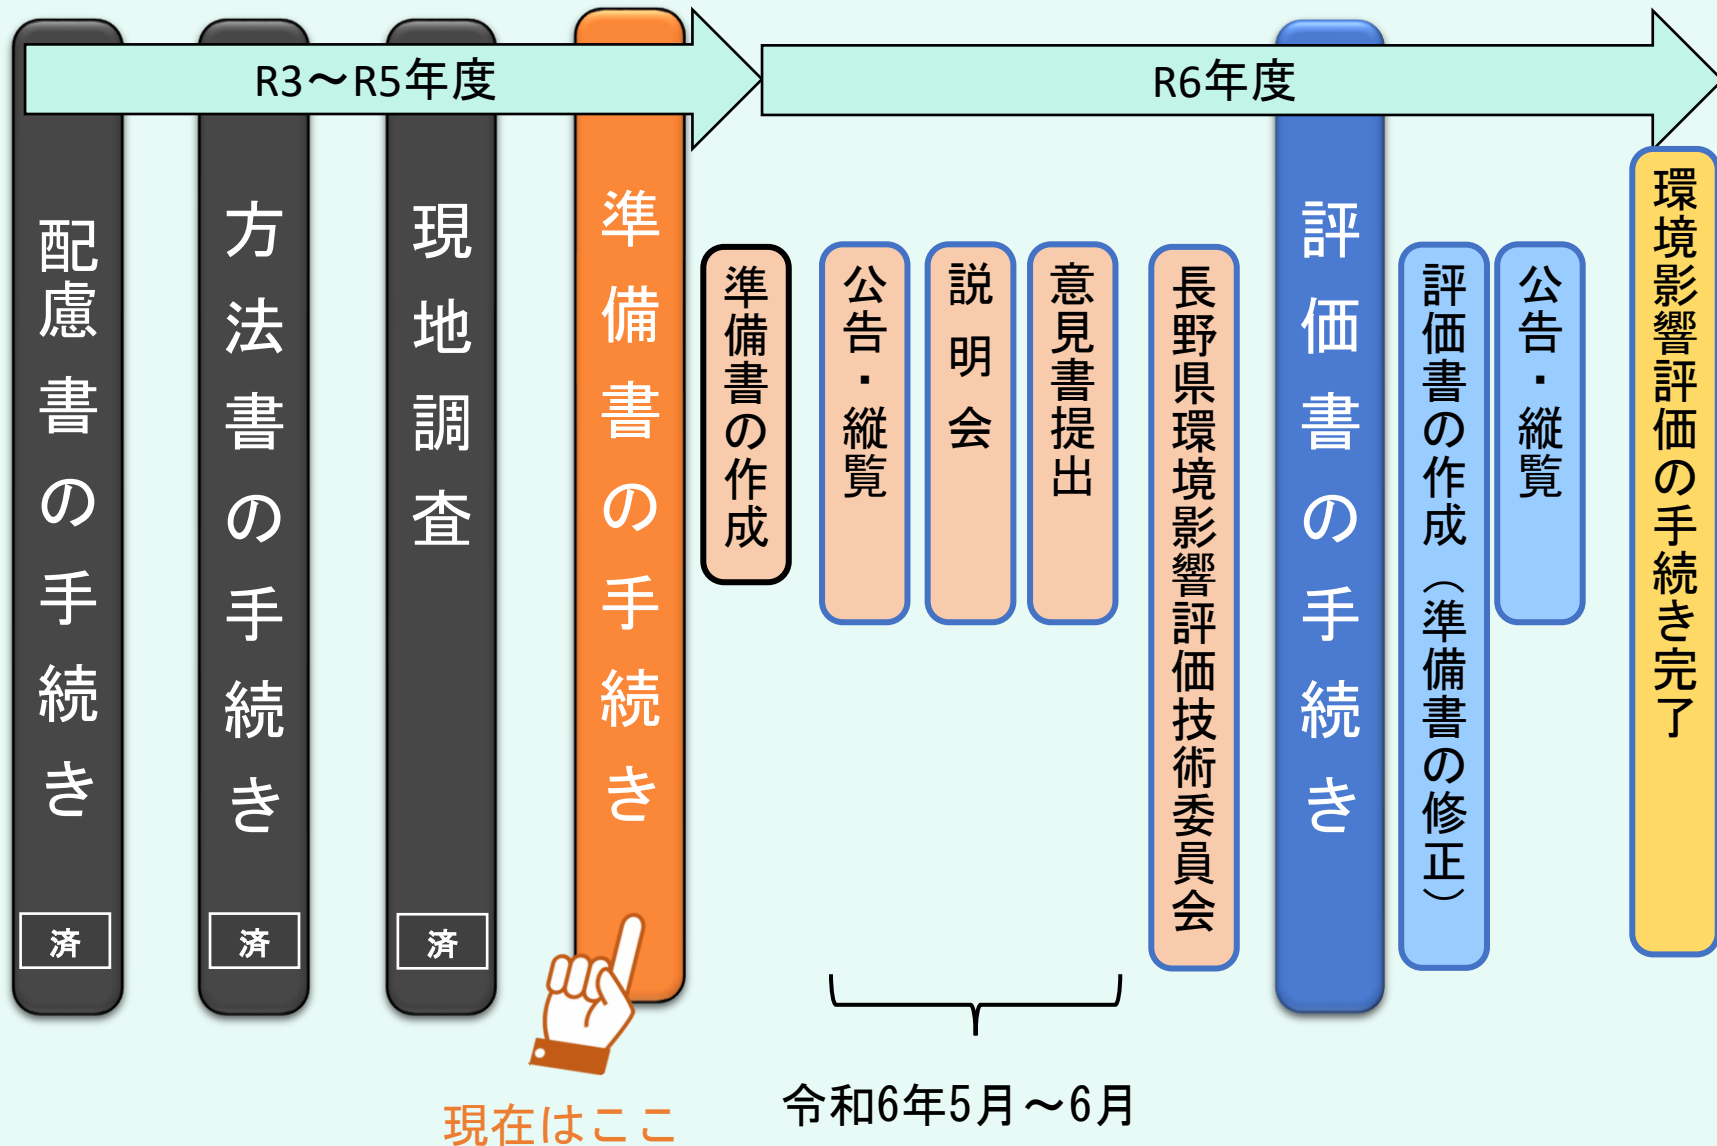 R3～R5年度
R6年度
配慮書の手続き
済
方法書の手続き
済
現地調査
済
準備書の手続き
準備書の作成
公告・縦覧
説明会
意見書提出
長野県環境影響評価技術委員会
評価書の手続き
評価書の作成（準備書の修正）
公告・縦覧
環境影響評価の手続き完了
現在はここ
令和6年5月～6月